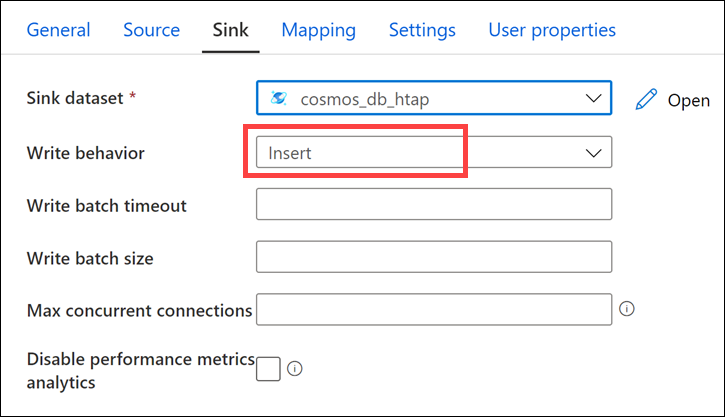 General Source Sink Mapping Settings User properties
Sink dataset * cosmos_db_htap Open
Write behavior Insert
Write batch timeout
Write batch size
Max concurrent connections
Disable performance metrics
analytics